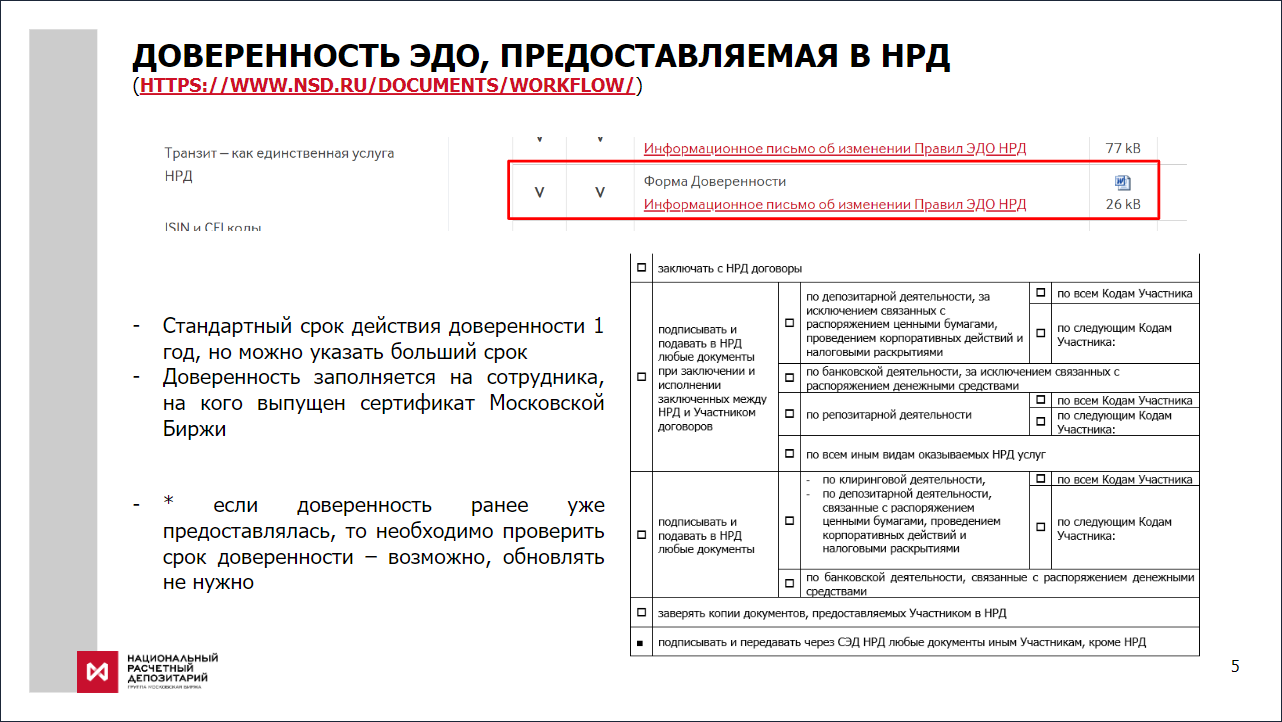 ДОВЕРЕННОСТЬ ЭДО, ПРЕДОСТАВЛЯЕМАЯ В НРД
(HTTPS://WWW.NSD.RU/DOCUMENTS/WORKFLOW/)
Транзит – как единственная услуга
НРД
ISIN и CFI коды
Информационное письмо об изменении Правил ЭДО НРД
77 kB
V
V
Форма Доверенности
Информационное письмо об изменении Правил ЭДО НРД
26 kB
- Стандартный срок действия доверенности 1
год, но можно указать больший срок
- Доверенность заполняется на сотрудника,
на кого выпущен сертификат Московской
Биржи
- * если доверенность ранее уже
предоставлялась, то необходимо проверить
срок доверенности – возможно, обновлять
не нужно
заключать с НРД договоры
подписывать и
подавать в НРД
любые документы
при заключении и
исполнении
заключенных между
НРД и Участником
договоров
по депозитарной деятельности, за
исключением связанных с
распоряжением ценными бумагами,
проведением корпоративных действий и
налоговыми раскрытиями
по всем Кодам Участника
по следующим Кодам
Участника:
по банковской деятельности, за исключением связанных с
распоряжением денежными средствами
по репозитарной деятельности
по всем Кодам Участника
по следующим Кодам
Участника:
по всем иным видам оказываемых НРД услуг
подписывать и
подавать в НРД
любые документы
- по клиринговой деятельности,
- по депозитарной деятельности,
связанные с распоряжением
ценными бумагами, проведением
корпоративных действий и
налоговыми раскрытиями
по всем Кодам Участника
по следующим Кодам
Участника:
по банковской деятельности, связанные с распоряжением денежными
средствами
заверять копии документов, предоставляемых Участником в НРД
подписывать и передавать через СЭД НРД любые документы иным Участникам, кроме НРД
НАЦИОНАЛЬНЫЙ
РАСЧЕТНЫЙ
ДЕПОЗИТАРИЙ
ГРУППА МОСКОВСКАЯ БИРЖА
5